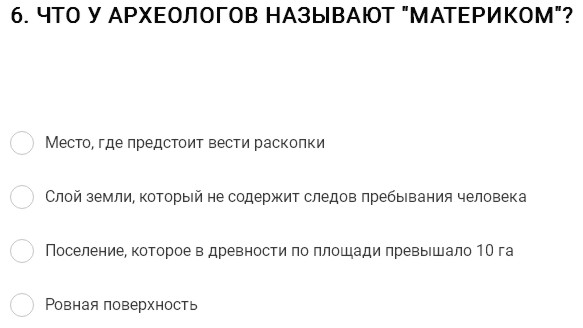 6. ЧТО У АРХЕОЛОГОВ НАЗЫВАЮТ "МАТЕРИКОМ"?
Место, где предстоит вести раскопки
Слой земли, который не содержит следов пребывания человека
Поселение, которое в древности по площади превышало 10 га
Ровная поверхность